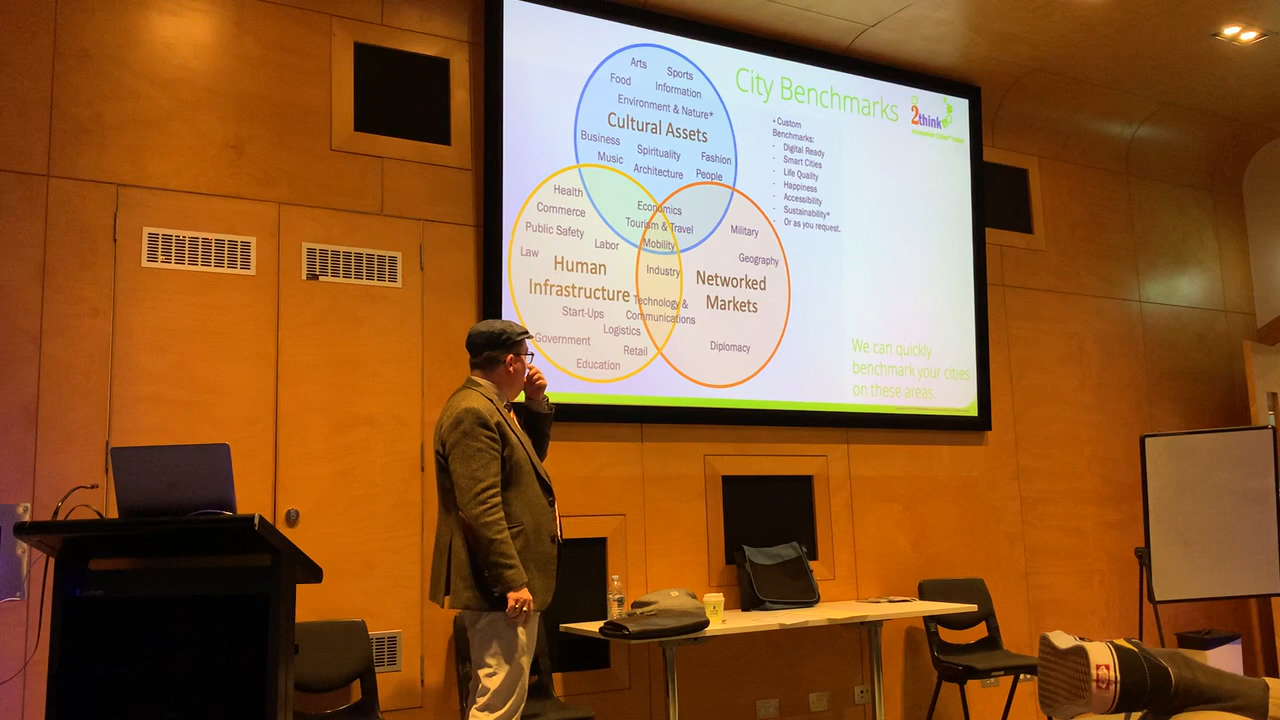 City Benchmarks
2think
Arts
Sports
Food
Information
Environment & Nature*
Cultural Assets
Business
Spirituality
Fashion
Music
Architecture
People
+ Custom
Benchmarks:
- Digital Ready
- Smart Cities
- Life Quality
- Happiness
- Accessibility
- Sustainability*
- Or as you request.
Health
Commerce
Public Safety
Labor
Law
Human
Infrastructure
Start-Ups
Logistics
Government
Retail
Education
Economics
Tourism & Travel
Mobility
Industry
Technology &
Communications
Military
Geography
Networked
Markets
Diplomacy
We can quickly
benchmark your cities
on these areas.